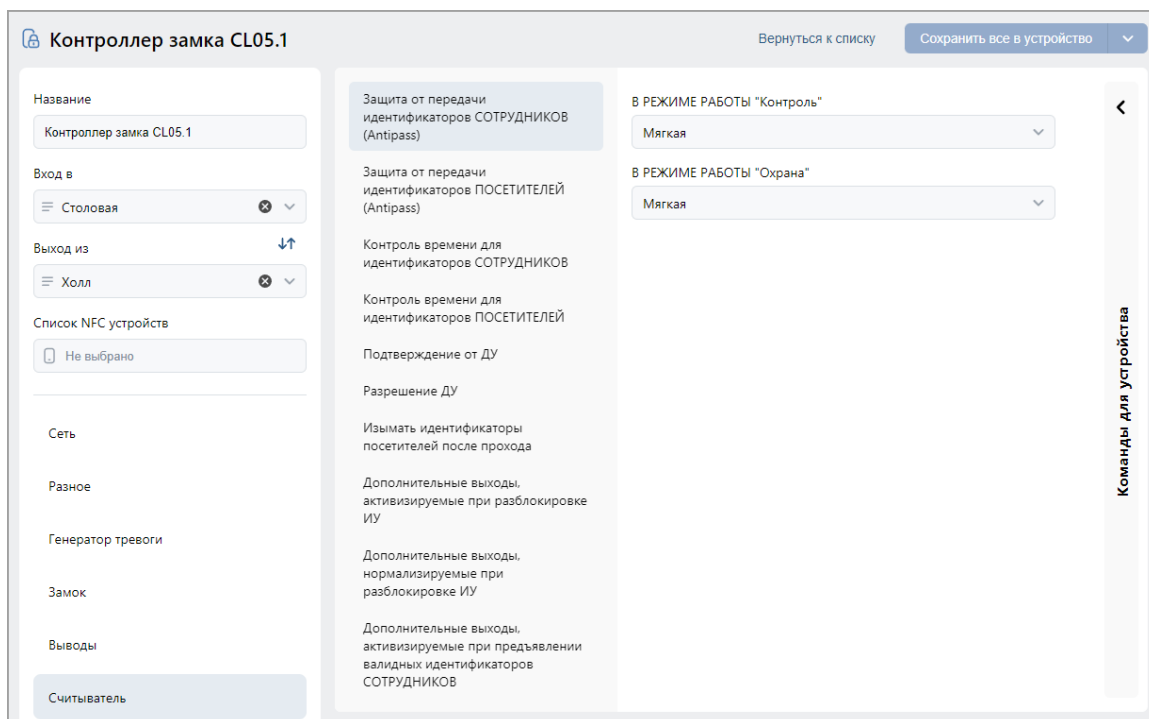 Контроллер замка CL05.1
Вернуться к списку
Сохранить все в устройство
Название
Контроллер замка CL05.1
Вход в
Столовая
Выход из
Холл
Список NFC устройств
Не выбрано
Сеть
Разное
Генератор тревоги
Замок
Выводы
Считыватель
Защита от передачи
идентификаторов СОТРУДНИКОВ
(Antipass)
Защита от передачи
идентификаторов ПОСЕТИТЕЛЕЙ
(Antipass)
Контроль времени для
идентификаторов СОТРУДНИКОВ
Контроль времени для
идентификаторов ПОСЕТИТЕЛЕЙ
Подтверждение от ДУ
Разрешение ДУ
Изымать идентификаторы
посетителей после прохода
Дополнительные выходы,
активизируемые при разблокировке
ИУ
Дополнительные выходы,
нормализируемые при
разблокировке ИУ
Дополнительные выходы,
активизируемые при предъявлении
валидных идентификаторов
СОТРУДНИКОВ
В РЕЖИМЕ РАБОТЫ "Контроль"
Мягкая
В РЕЖИМЕ РАБОТЫ "Охрана"
Мягкая
Команды для устройства